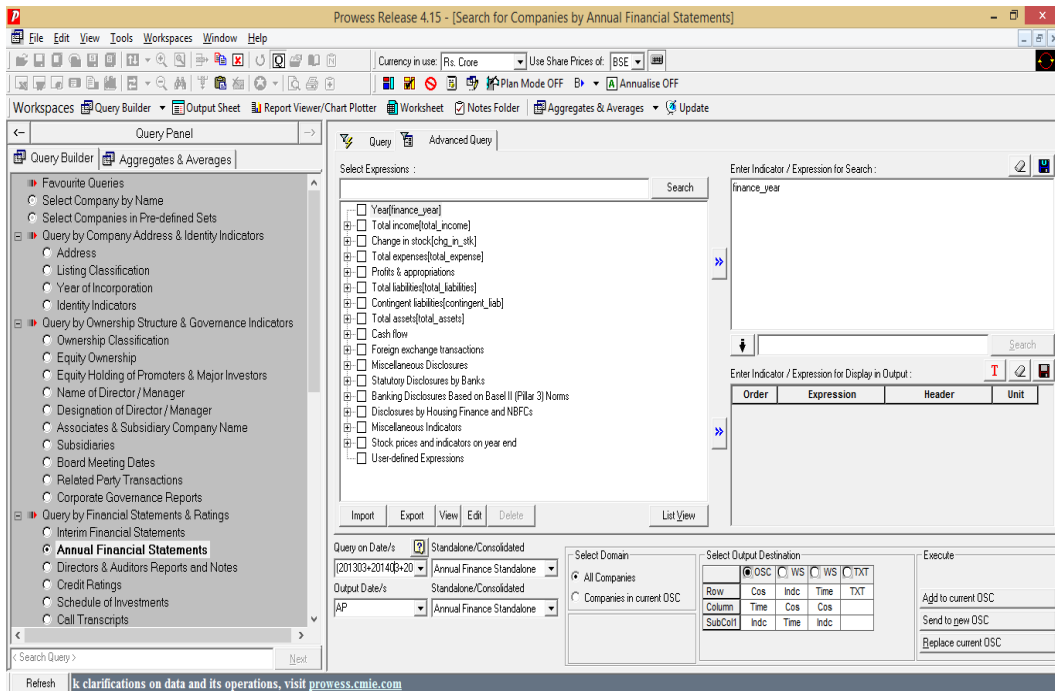 Prowess Release 4.15 - [Search for Companies by Annual Financial Statements]
File Edit View Tools Workspaces Window Help
Currency in use: Rs. Crore Use Share Prices of: BSE
Plan Mode OFF B A Annualise OFF
Workspaces Query Builder Output Sheet Report Viewer/Chart Plotter Worksheet Notes Folder Aggregates & Averages Update
Query Panel
Query Builder Aggregates & Averages
Favourite Queries
Select Company by Name
Select Companies in Pre-defined Sets
Query by Company Address & Identity Indicators
Address
Listing Classification
Year of Incorporation
Identity Indicators
Query by Ownership Structure & Governance Indicators
Ownership Classification
Equity Ownership
Equity Holding of Promoters & Major Investors
Name of Director / Manager
Designation of Director / Manager
Associates & Subsidiary Company Name
Subsidiaries
Board Meeting Dates
Related Party Transactions
Corporate Governance Reports
Query by Financial Statements & Ratings
Interim Financial Statements
Annual Financial Statements
Directors & Auditors Reports and Notes
Credit Ratings
Schedule of Investments
Call Transcripts
< Search Query > Next
Query Advanced Query
Select Expressions :
Search
Year[finance_year]
Total income[total_income]
Change in stock[chg_in_stk]
Total expenses[total_expense]
Profits & appropriations
Total liabilities[total_liabilities]
Contingent liabilities[contingent_liab]
Total assets[total_assets]
Cash flow
Foreign exchange transactions
Miscellaneous Disclosures
Statutory Disclosures by Banks
Banking Disclosures Based on Basel II (Pillar 3) Norms
Disclosures by Housing Finance and NBFCs
Miscellaneous Indicators
Stock prices and indicators on year end
User-defined Expressions
Import Export View Edit Delete List View
Enter Indicator / Expression for Search :
finance_year
Search
Enter Indicator / Expression for Display in Output : T
Order Expression Header Unit
Query on Date/s ? Standalone/Consolidated
(201303+201403+20 Annual Finance Standalone
Output Date/s Standalone/Consolidated
AP Annual Finance Standalone
Select Domain
All Companies
Companies in current OSC
Select Output Destination
OSC WS WS TXT
Row Cos Indc Time TXT
Column Time Cos Cos
SubCol1 Indc Time Indc
Execute
Add to current OSC
Send to new OSC
Replace current OSC
Refresh k clarifications on data and its operations, visit prowess.cmie.com